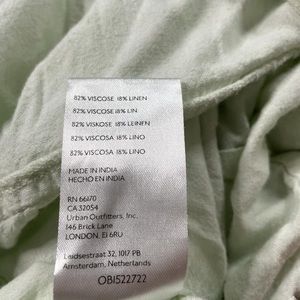 82% VISCOSE 18% LINEN
82% VISCOSE 18% LIN
82% VISKOSE 18% LEINEN
82% VISCOSA 18% LINO
82% VISCOSA 18% LINO
MADE IN INDIA
HECHO EN INDIA
RN 66170
CA 32054
Urban Outfitters, Inc.
146 Brick Lane
LONDON, E1 6RU
Leidsestraat 32, 1017 PB
Amsterdam, Netherlands
OB1522722